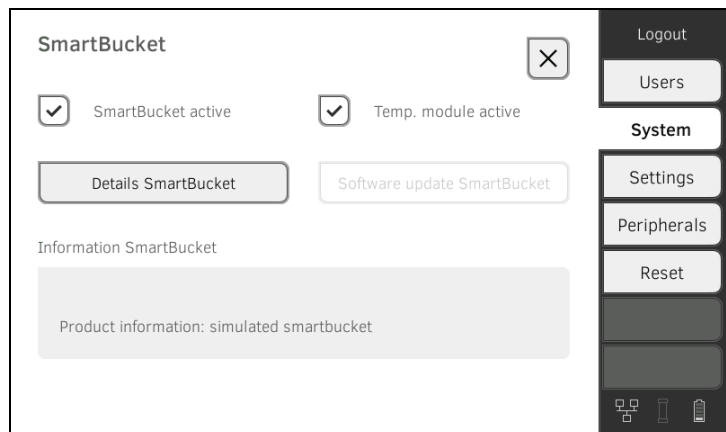 SmartBucket
SmartBucket active
Temp. module active
Details SmartBucket
Software update SmartBucket
Information SmartBucket
Product information: simulated smartbucket
Logout
Users
System
Settings
Peripherals
Reset